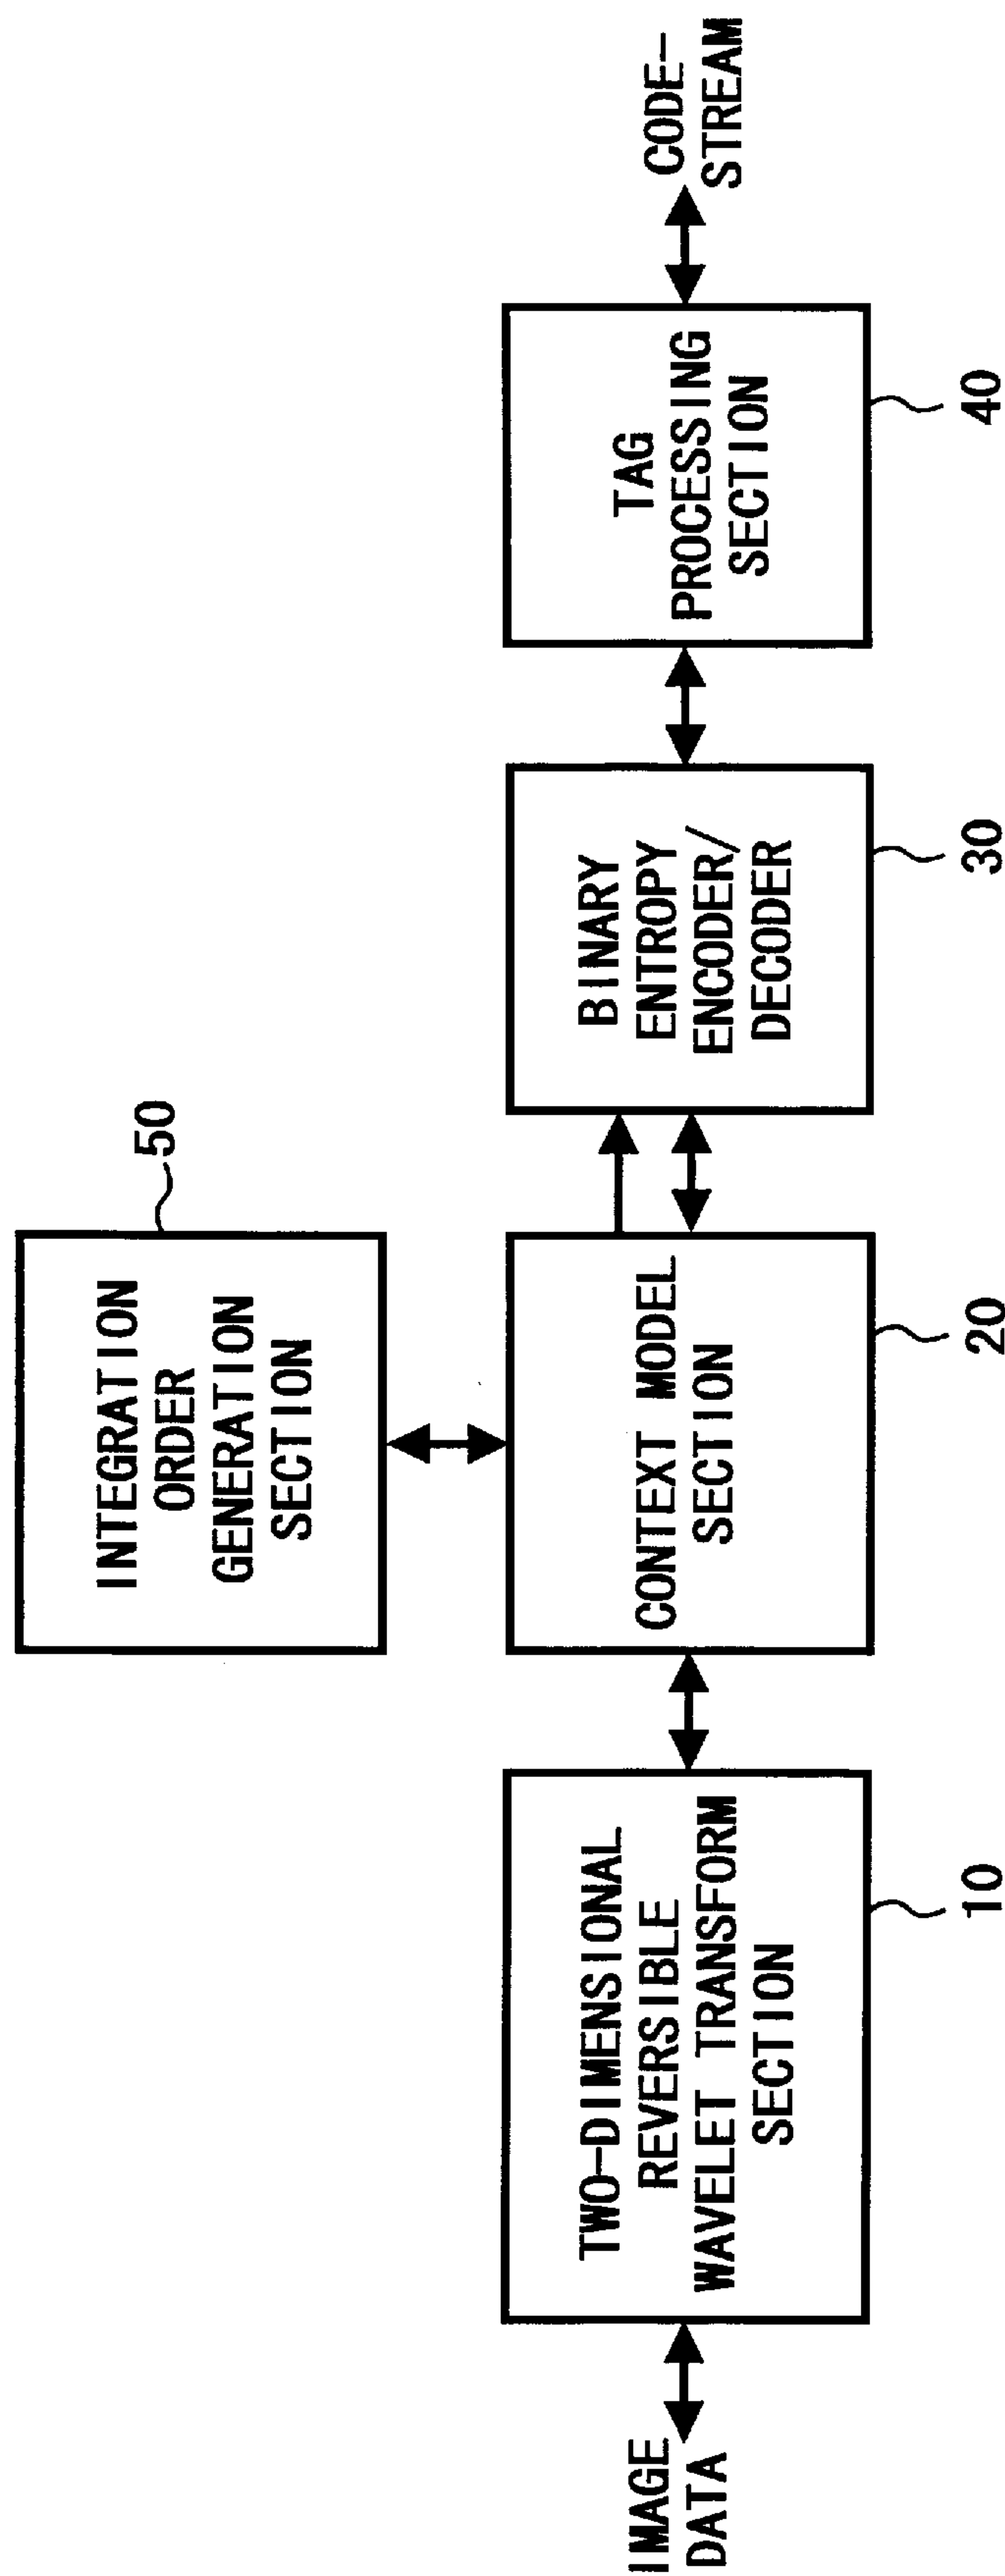 IMAGE
DATA
TWO-DIMENSIONAL
REVERSIBLE
WAVELET TRANSFORM
SECTION
10
INTEGRATION
ORDER
GENERATION
SECTION
50
CONTEXT MODEL
SECTION
20
BINARY
ENTROPY
ENCODER/
DECODER
30
TAG
PROCESSING
SECTION
40
CODE-
STREAM